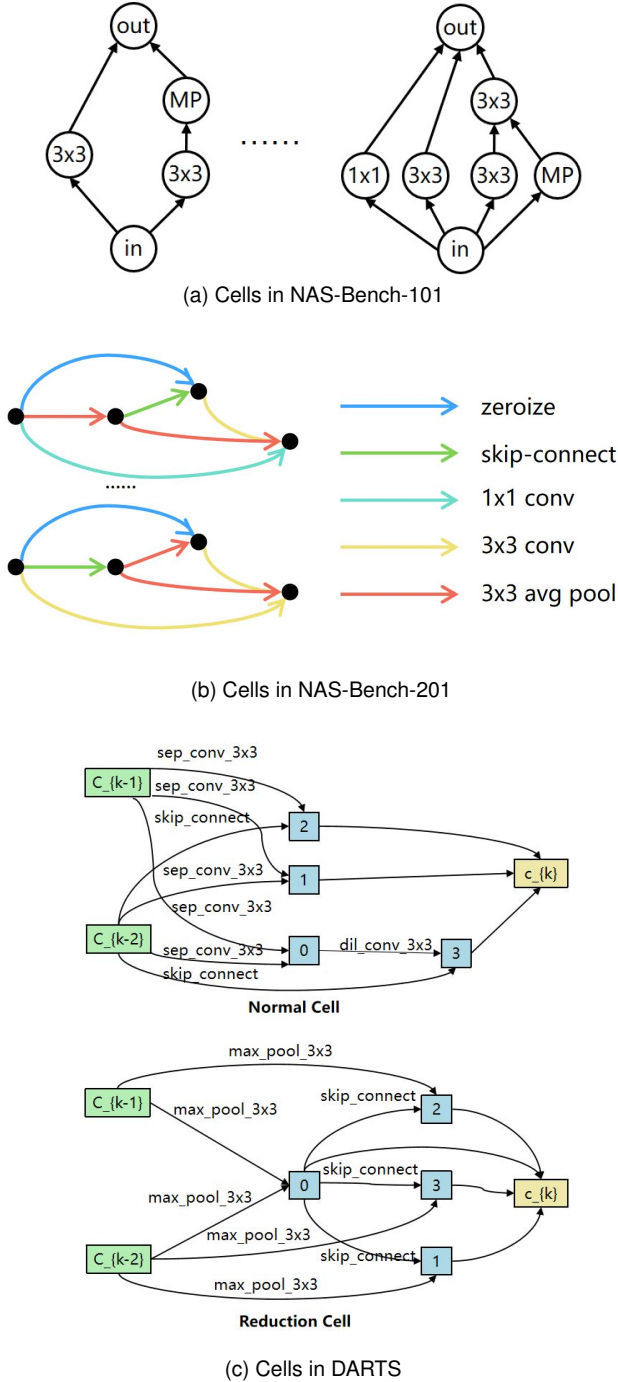 out
out
MP
3x3
3x3
......
1x1
3x3
3x3
MP
3x3
in
in
(a) Cells in NAS-Bench-101
zeroize
skip-connect
......
1x1 conv
3x3 conv
3x3 avg pool
(b) Cells in NAS-Bench-201
sep_conv_3x3
C_{k-1}
sep_conv_3x3
skip_connect
2
sep_conv_3x3
1
c_{k}
sep_conv_3x3
C_{k-2}
sep_conv_3x3
0
dil_conv_3x3
3
skip_connect
Normal Cell
max_pool_3x3
C_{k-1}
skip_connect
2
max_pool_3x3
0
skip_connect
3
c_{k}
max_pool_3x3
max_pool_3x3
C_{k-2}
skip_connect
1
max_pool_3x3
Reduction Cell
(c) Cells in DARTS